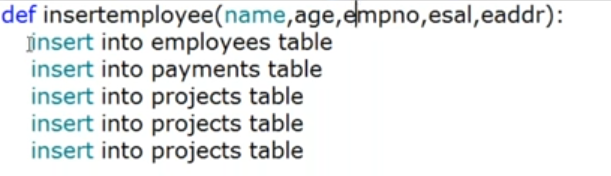 def insertemployee(name,age,empno,esal,eaddr):
insert into employees table
insert into payments table
insert into projects table
insert into projects table
insert into projects table